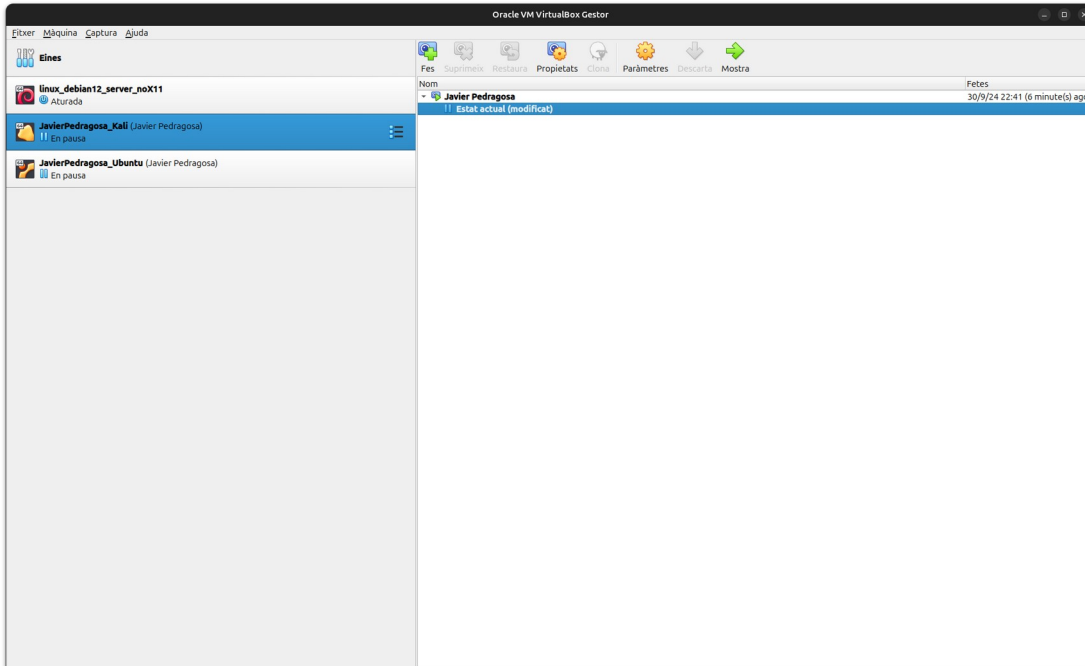 Oracle VM VirtualBox Gestor
Fitxer Màquina Captura Ajuda
Eines
Fes Suprimeix Restaura Propietats Clona Paràmetres Descarta Mostra
Nom Fetes
linux_debian12_server_noX11
Aturada
JavierPedragosa_Kali (Javier Pedragosa)
En pausa
JavierPedragosa_Ubuntu (Javier Pedragosa)
En pausa
Javier Pedragosa 30/9/24 22:41 (6 minute(s) ago
Estat actual (modificat)